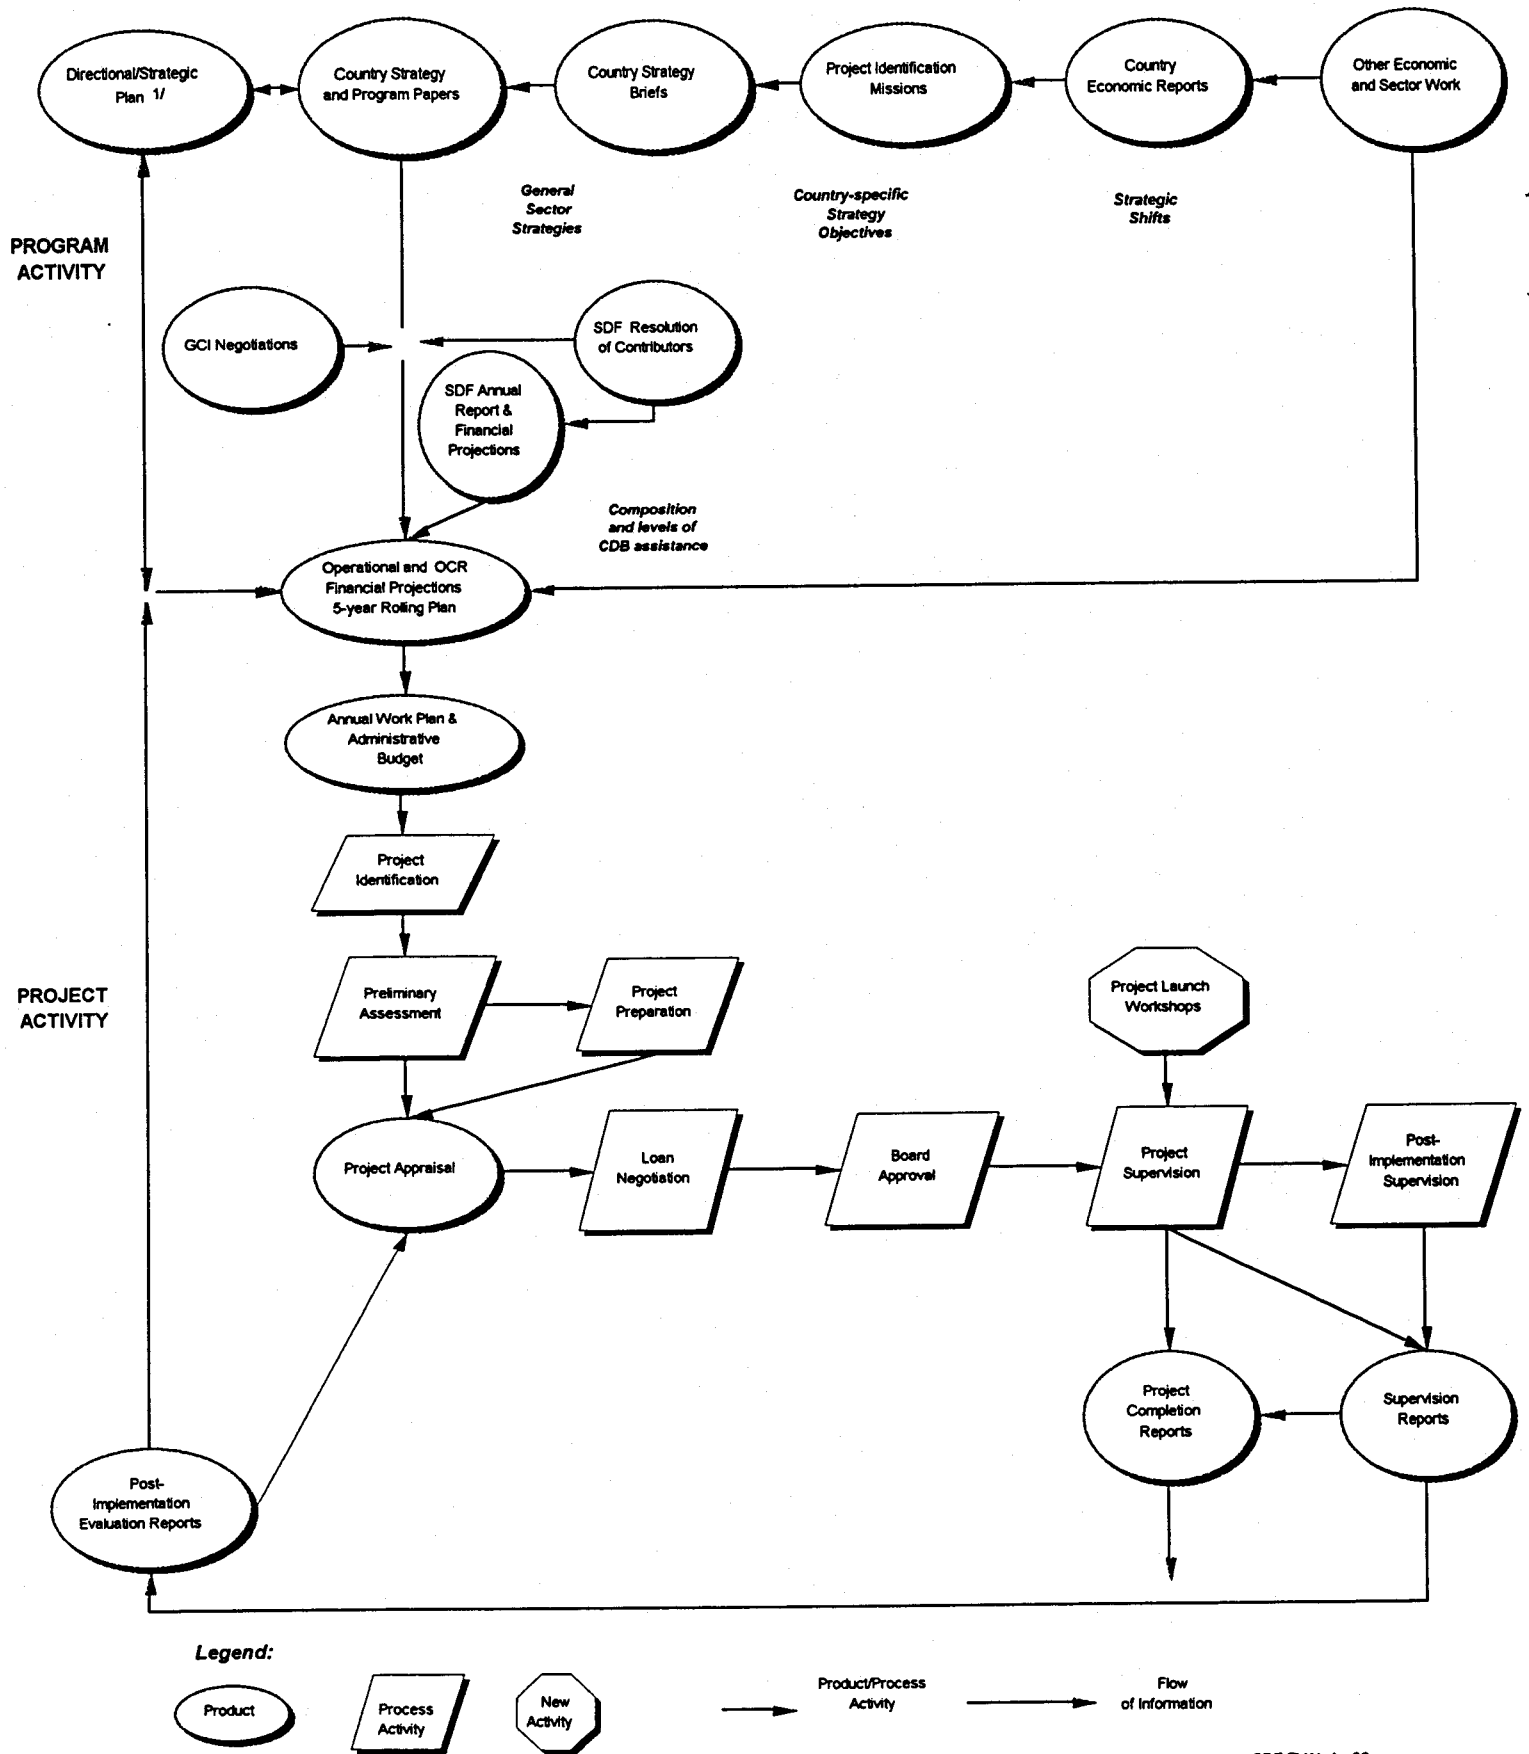 Directional/Strategic
Plan 1/
Country Strategy
and Program Papers
Country Strategy
Briefs
Project Identification
Missions
Country
Economic Reports
Other Economic
and Sector Work
General
Sector
Strategies
Country-specific
Strategy
Objectives
Strategic
Shifts
PROGRAM
ACTIVITY
GCI Negotiations
SDF Resolution
of Contributors
SDF Annual
Report &
Financial
Projections
Composition
and levels of
CDB assistance
Operational and OCR
Financial Projections
5-year Rolling Plan
Annual Work Plan &
Administrative
Budget
Project
Identification
PROJECT
ACTIVITY
Preliminary
Assessment
Project
Preparation
Project Launch
Workshops
Project Appraisal
Loan
Negotiation
Board
Approval
Project
Supervision
Post-
Implementation
Supervision
Project
Completion
Reports
Supervision
Reports
Post-
Implementation
Evaluation Reports
Legend:
Product
Process
Activity
New
Activity
Product/Process
Activity
Flow
of Information